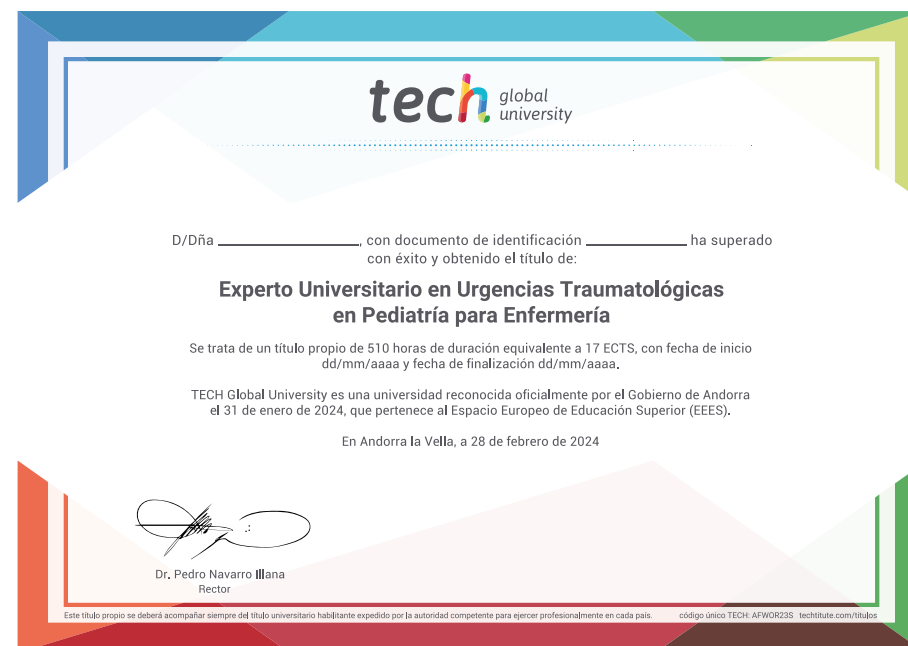 tech global university
D/Dña ______________, con documento de identificación __________ ha superado
con éxito y obtenido el título de:
Experto Universitario en Urgencias Traumatológicas
en Pediatría para Enfermería
Se trata de un título propio de 510 horas de duración equivalente a 17 ECTS, con fecha de inicio
dd/mm/aaaa y fecha de finalización dd/mm/aaaa.
TECH Global University es una universidad reconocida oficialmente por el Gobierno de Andorra
el 31 de enero de 2024, que pertenece al Espacio Europeo de Educación Superior (EEES).
En Andorra la Vella, a 28 de febrero de 2024
Dr. Pedro Navarro Illana
Rector
Este título propio se deberá acompañar siempre del título universitario habilitante expedido por la autoridad competente para ejercer profesionalmente en cada país. código único TECH: AFWOR23S techtitute.com/titulos